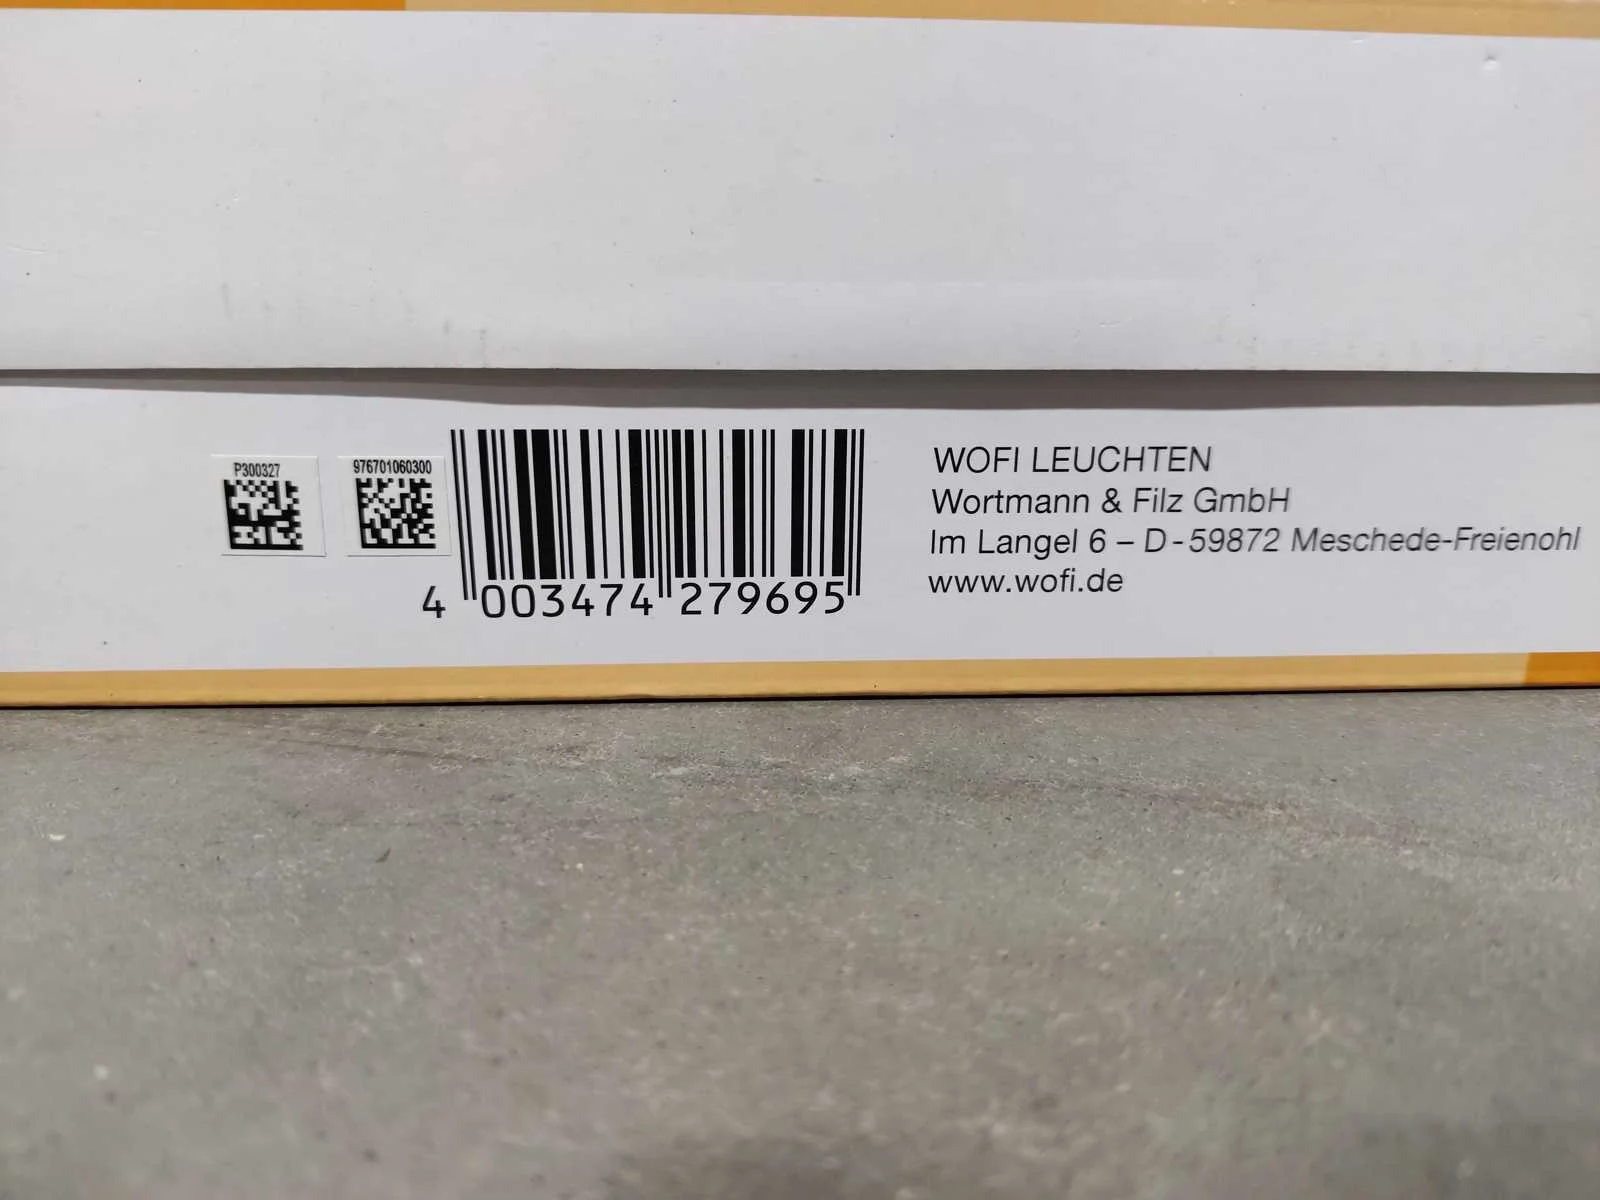 P300327
976701060300
4 003474 279695
WOFI LEUCHTEN
Wortmann & Filz GmbH
Im Langel 6 – D-59872 Meschede-Freienohl
www.wofi.de